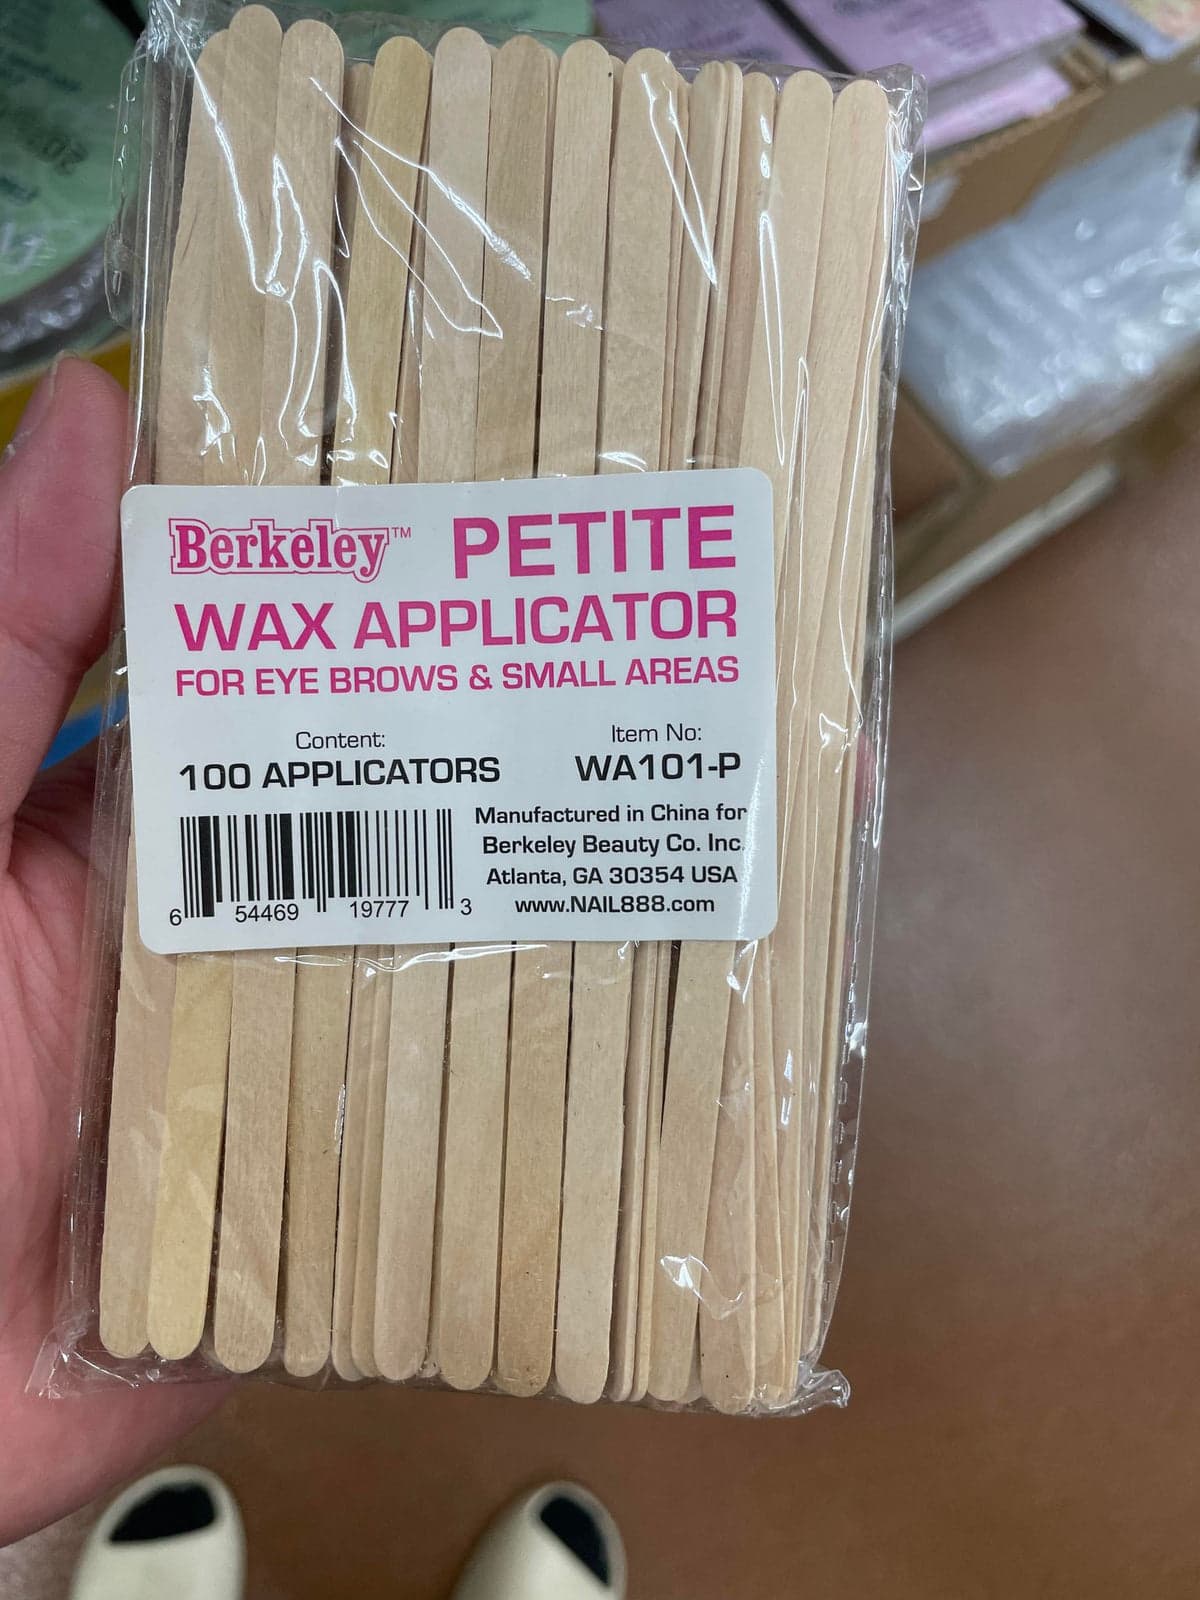 Berkeley™ PETITE
WAX APPLICATOR
FOR EYE BROWS & SMALL AREAS
Content:
100 APPLICATORS
Item No:
WA101-P
Manufactured in China for
Berkeley Beauty Co. Inc.
Atlanta, GA 30354 USA
www.NAIL888.com
6 54469 19777 3